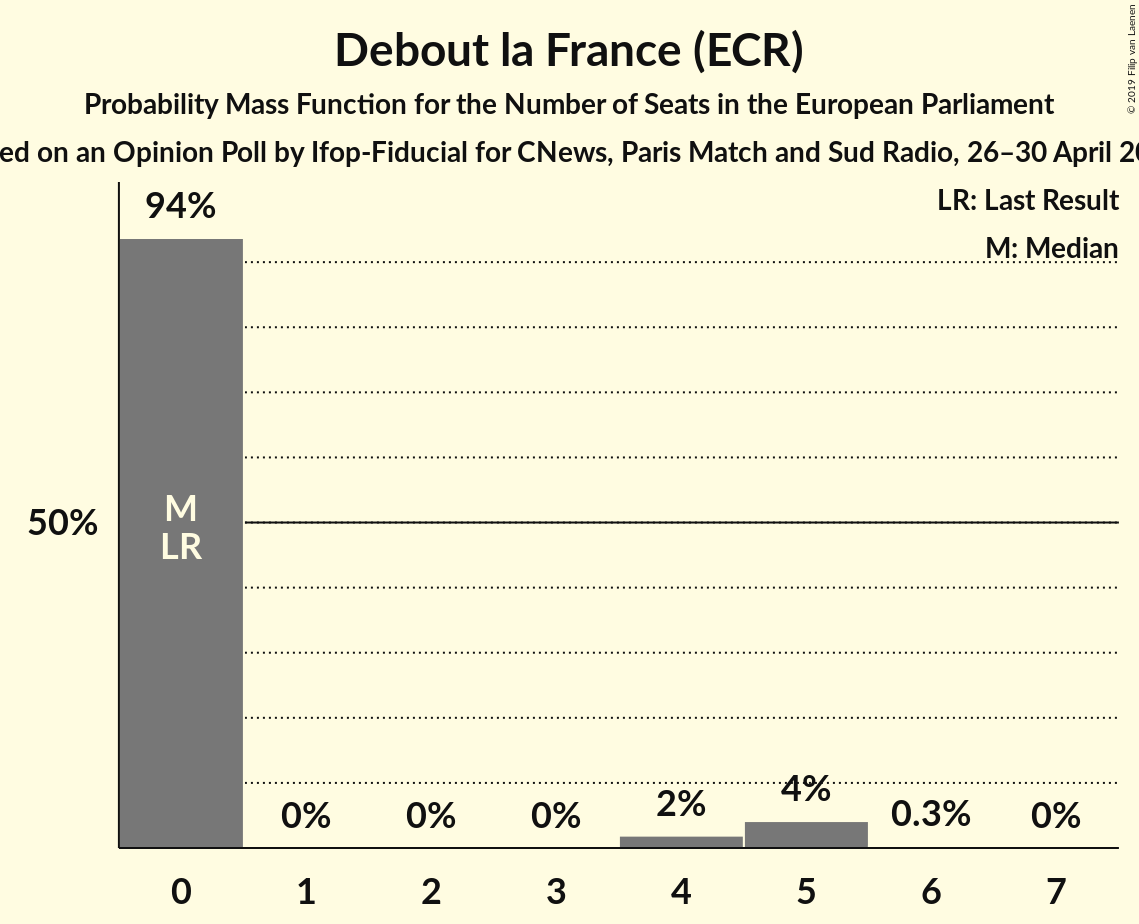 Debout la France (ECR)
Probability Mass Function for the Number of Seats in the European Parliament
on an Opinion Poll by Ifop-Fiducial for CNews, Paris Match and Sud Radio, 26–30 April
© 2019 Filip van Laenen
LR: Last Result
M: Median
94%
M
LR
50%
0%
0%
0%
2%
4%
0.3%
0%
0 1 2 3 4 5 6 7